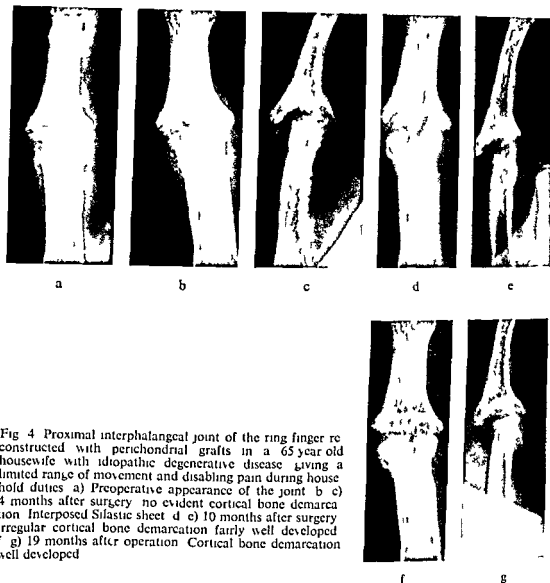 a b c d e
Fig 4 Proximal interphalangeal joint of the ring finger re
constructed with perichondrial grafts in a 65 year old
housewife with idiopathic degenerative disease giving a
limited range of movement and disabling pain during house
hold duties a) Preoperative appearance of the joint b c)
4 months after surgery no evident cortical bone demarca
tion Interposed Silastic sheet d e) 10 months after surgery
Irregular cortical bone demarcation fairly well developed
f g) 19 months after operation Cortical bone demarcation
well developed
f g